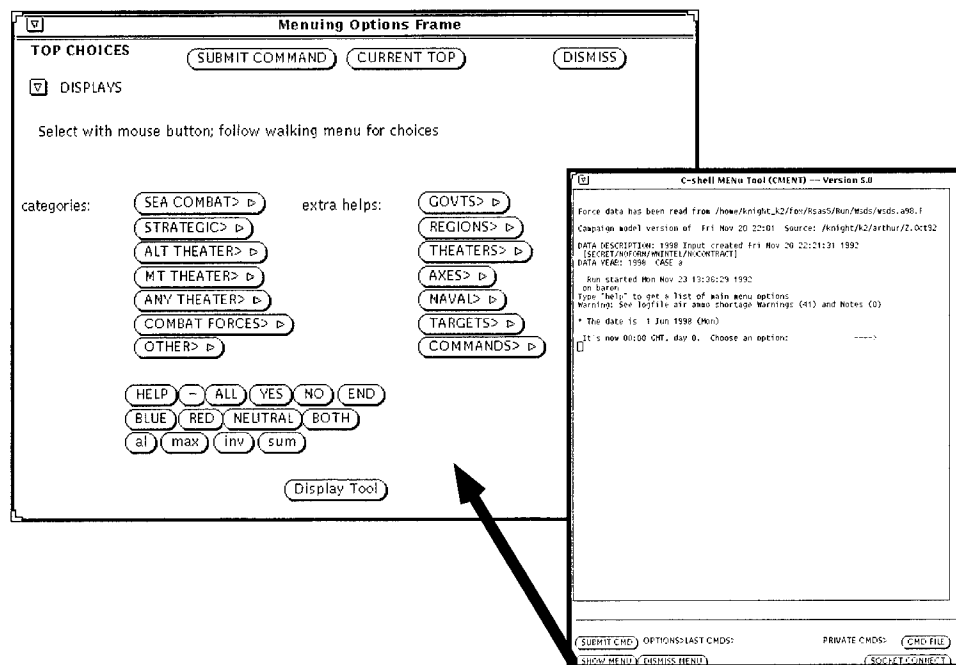 Menuing Options Frame
TOP CHOICES
SUBMIT COMMAND CURRENT TOP DISMISS
DISPLAYS
Select with mouse button; follow walking menu for choices
categories:
SEA COMBAT>
STRATEGIC>
ALT THEATER>
MT THEATER>
ANY THEATER>
COMBAT FORCES>
OTHER>
extra helps:
GOVTS>
REGIONS>
THEATERS>
AXES>
NAVAL>
TARGETS>
COMMANDS>
HELP - ALL YES NO END
BLUE RED NEUTRAL BOTH
al max inv sum
Display Tool
C-shell MENu Tool (CMENT) -- Version 5.0
Force data has been read from /home/knight_k2/fox/Rsas5/Run/Wsds/wsds.a98.f
Campaign model version of Fri Nov 20 22:01 Source: /knight/k2/arthur/2.Oct92
DATA DESCRIPTION: 1998 Input created Fri Nov 20 22:21:31 1992
[SECRET/NOFORN/WNINTEL/NOCONTRACT]
DATA YEAR: 1998 CASE a
Run started Mon Nov 23 13:36:29 1992
on baron
Type "help" to get a list of main menu options
Warning: See logfile air ammo shortage Warnings (41) and Notes (0)
* The date is 1 Jun 1998 (Mon)
It's now 00:00 GMT, day 0. Choose an option: ---->
SUBMIT CMD OPTIONS>LAST CMDS: PRIVATE CMDS: CMD FILE
SHOW MENU DISMISS MENU SOCKET CONNECT